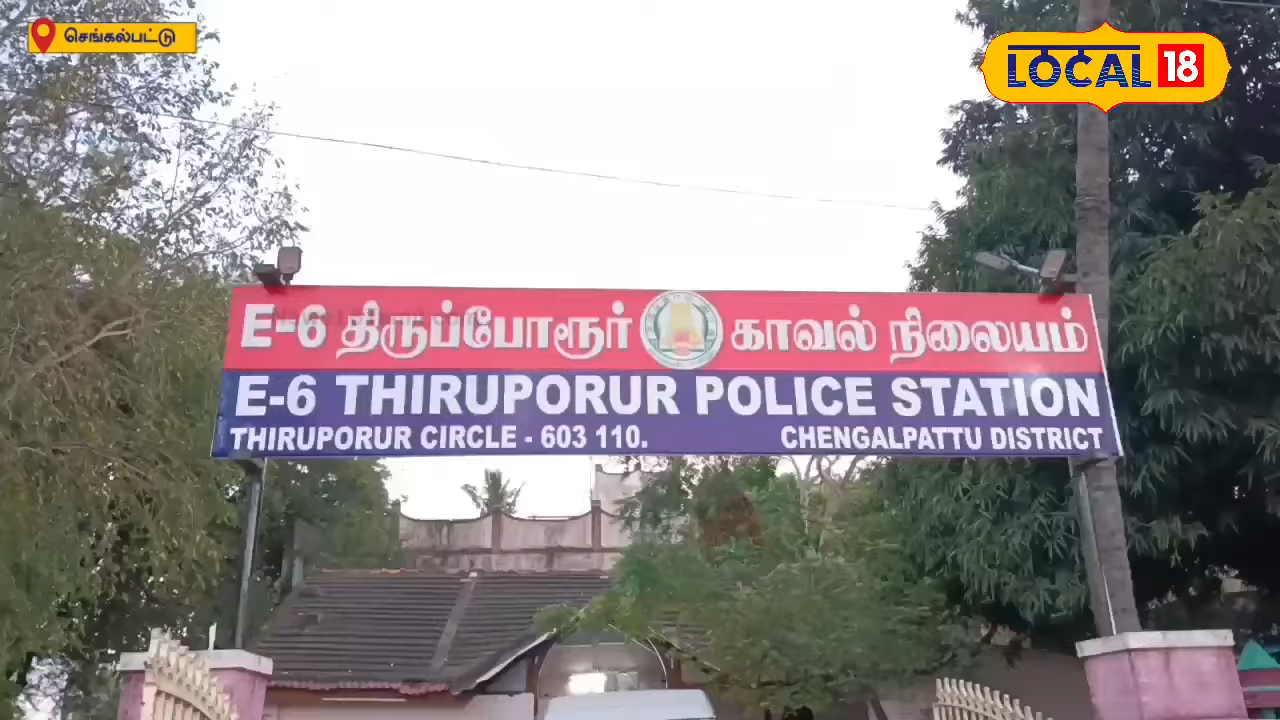 செங்கல்பட்டு
LOCAL 18
E-6 திருப்போரூர் காவல் நிலையம்
E-6 THIRUPORUR POLICE STATION
THIRUPORUR CIRCLE - 603 110. CHENGALPATTU DISTRICT